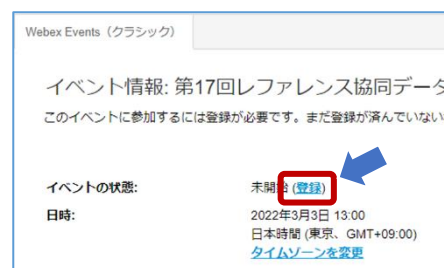 Webex Events（クラシック）
イベント情報: 第17回レファレンス協同データ
このイベントに参加するには登録が必要です。まだ登録が済んでいない
イベントの状態:
未開始 (登録)
日時:
2022年3月3日 13:00
日本時間 (東京、GMT+09:00)
タイムゾーンを変更